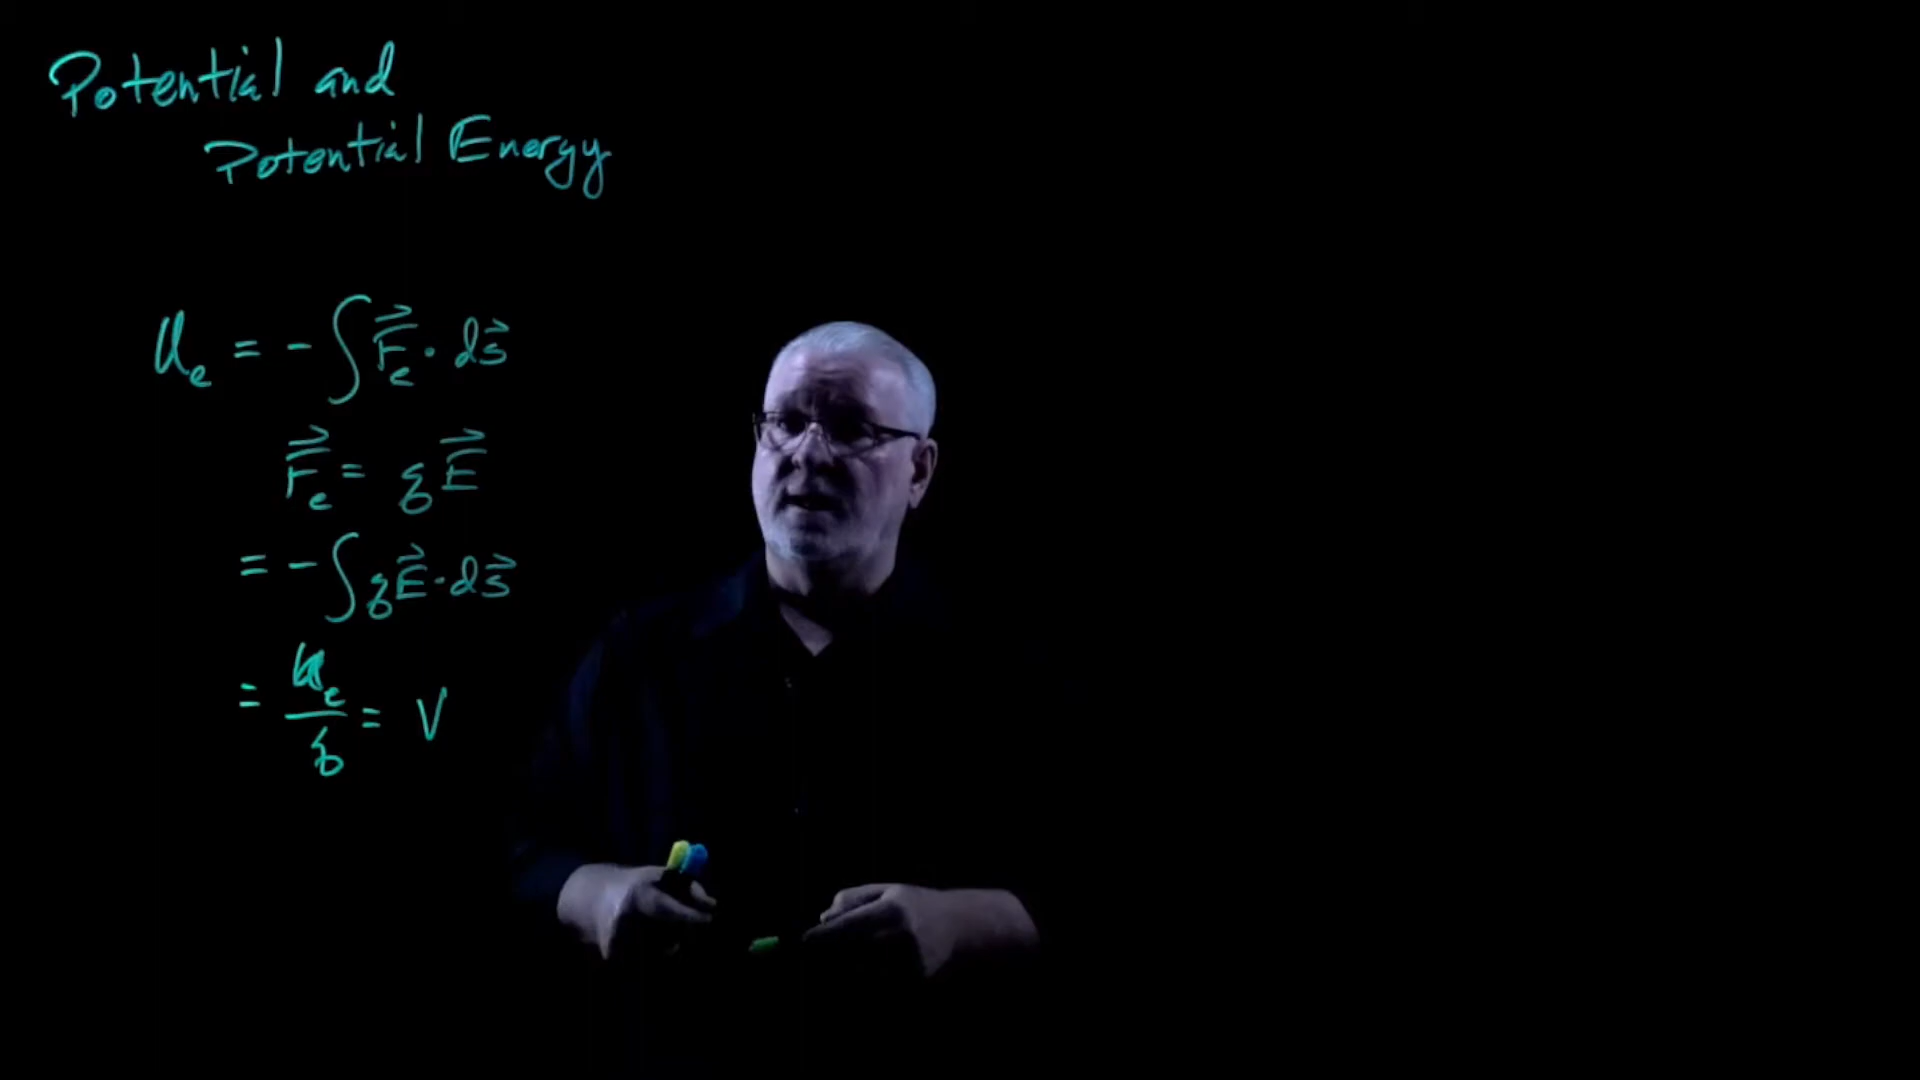 Potential and
Potential Energy
Uₑ = - ∫ F⃗ₑ · ds⃗
F⃗ₑ = qE⃗
= - ∫ qE⃗ · ds⃗
= Uₑ/q = V